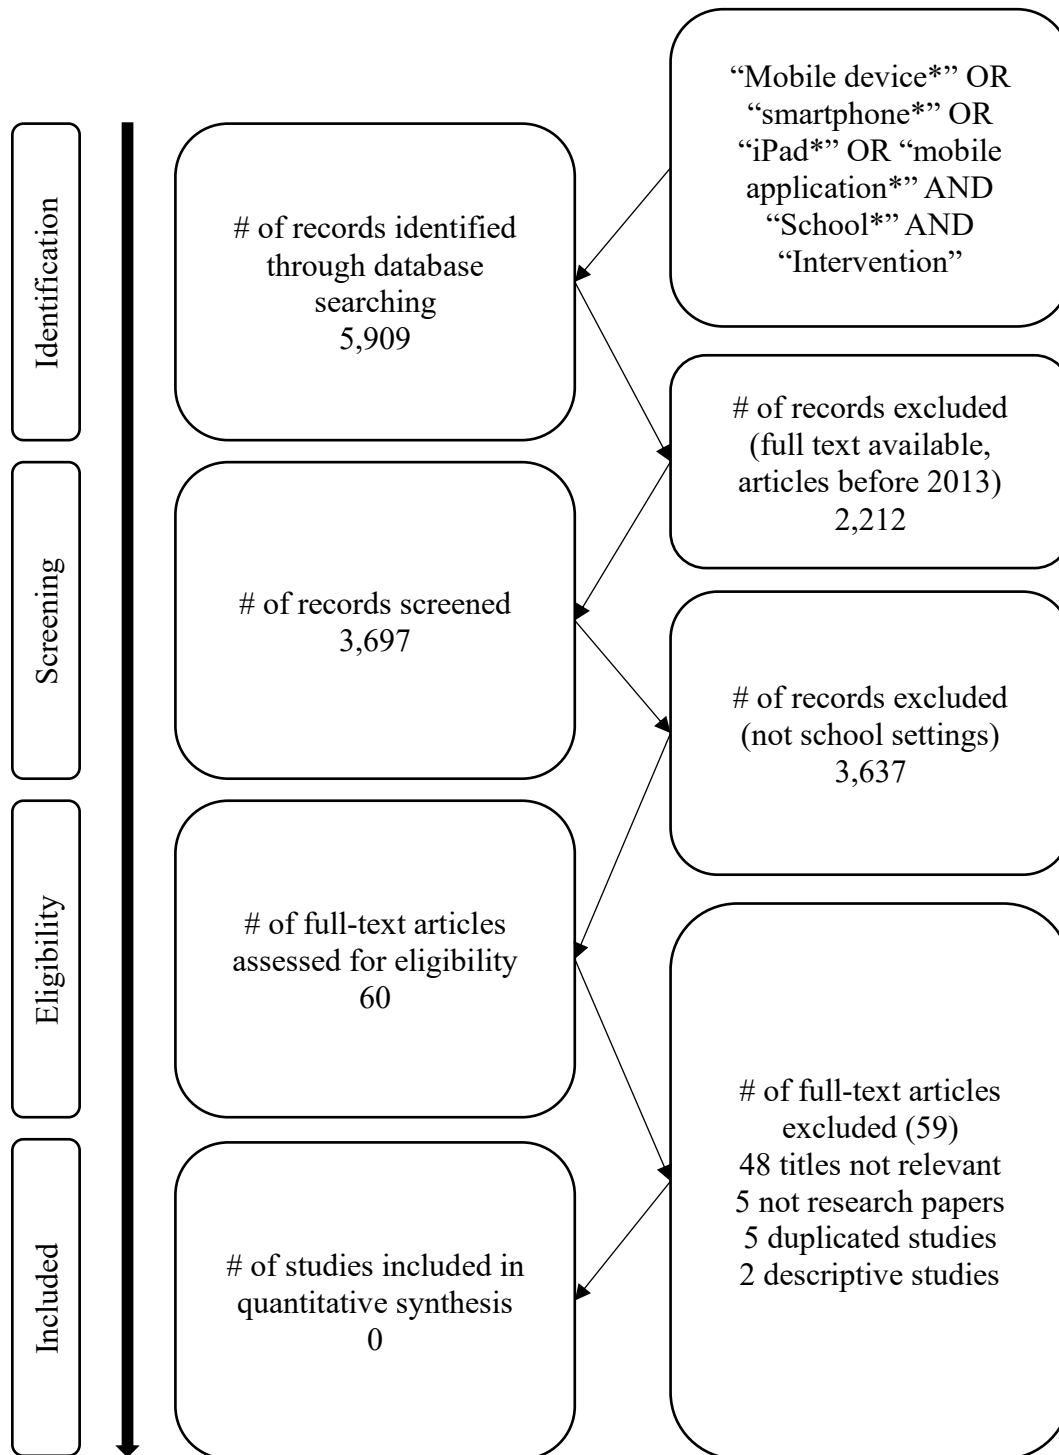 “Mobile device*” OR
“smartphone*” OR
“iPad*” OR “mobile
application*” AND
“School*” AND
“Intervention”
Identification
# of records identified
through database
searching
5,909
# of records excluded
(full text available,
articles before 2013)
2,212
Screening
# of records screened
3,697
# of records excluded
(not school settings)
3,637
Eligibility
# of full-text articles
assessed for eligibility
60
# of full-text articles
excluded (59)
48 titles not relevant
5 not research papers
5 duplicated studies
2 descriptive studies
Included
# of studies included in
quantitative synthesis
0